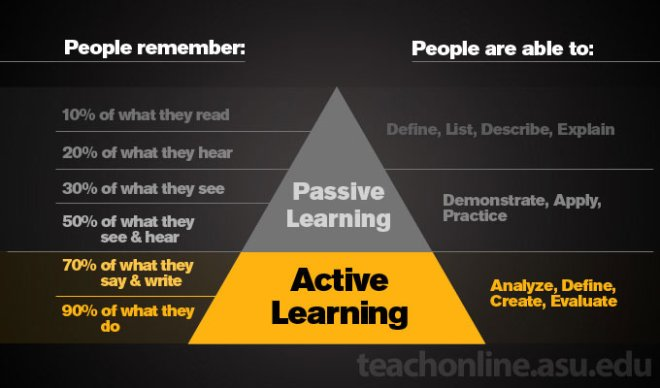 People remember:
People are able to:
10% of what they read
20% of what they hear
30% of what they see
50% of what they
see & hear
70% of what they
say & write
90% of what they
do
Passive
Learning
Active
Learning
Define, List, Describe, Explain
Demonstrate, Apply,
Practice
Analyze, Define,
Create, Evaluate
teachonline.asu.edu